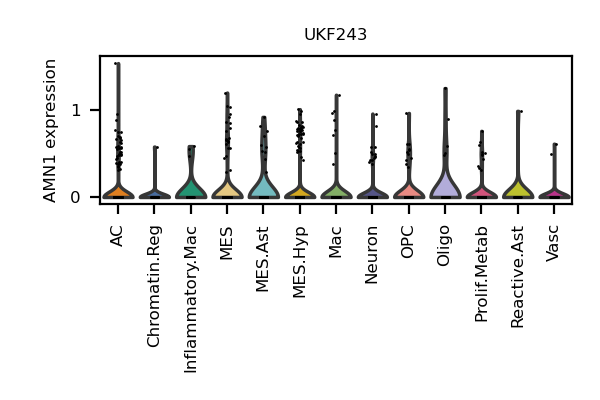 UKF243
AMN1 expression
1
0
AC
Chromatin.Reg
Inflammatory.Mac
MES
MES.Ast
MES.Hyp
Mac
Neuron
OPC
Oligo
Prolif.Metab
Reactive.Ast
Vasc